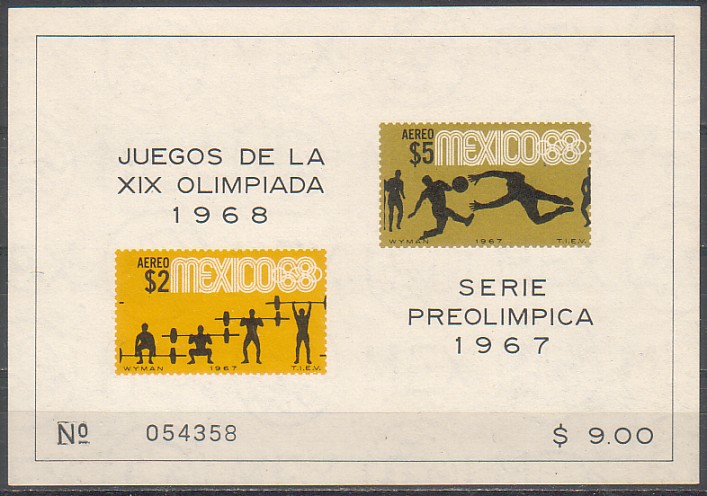 JUEGOS DE LA
XIX OLIMPIADA
1968
AEREO
$5
MEXICO68
WYMAN 1967 T.I.E.V.
AEREO
$2
MEXICO68
WYMAN 1967 T.I.E.V.
SERIE
PREOLIMPICA
1967
Nº 054358
$ 9.00